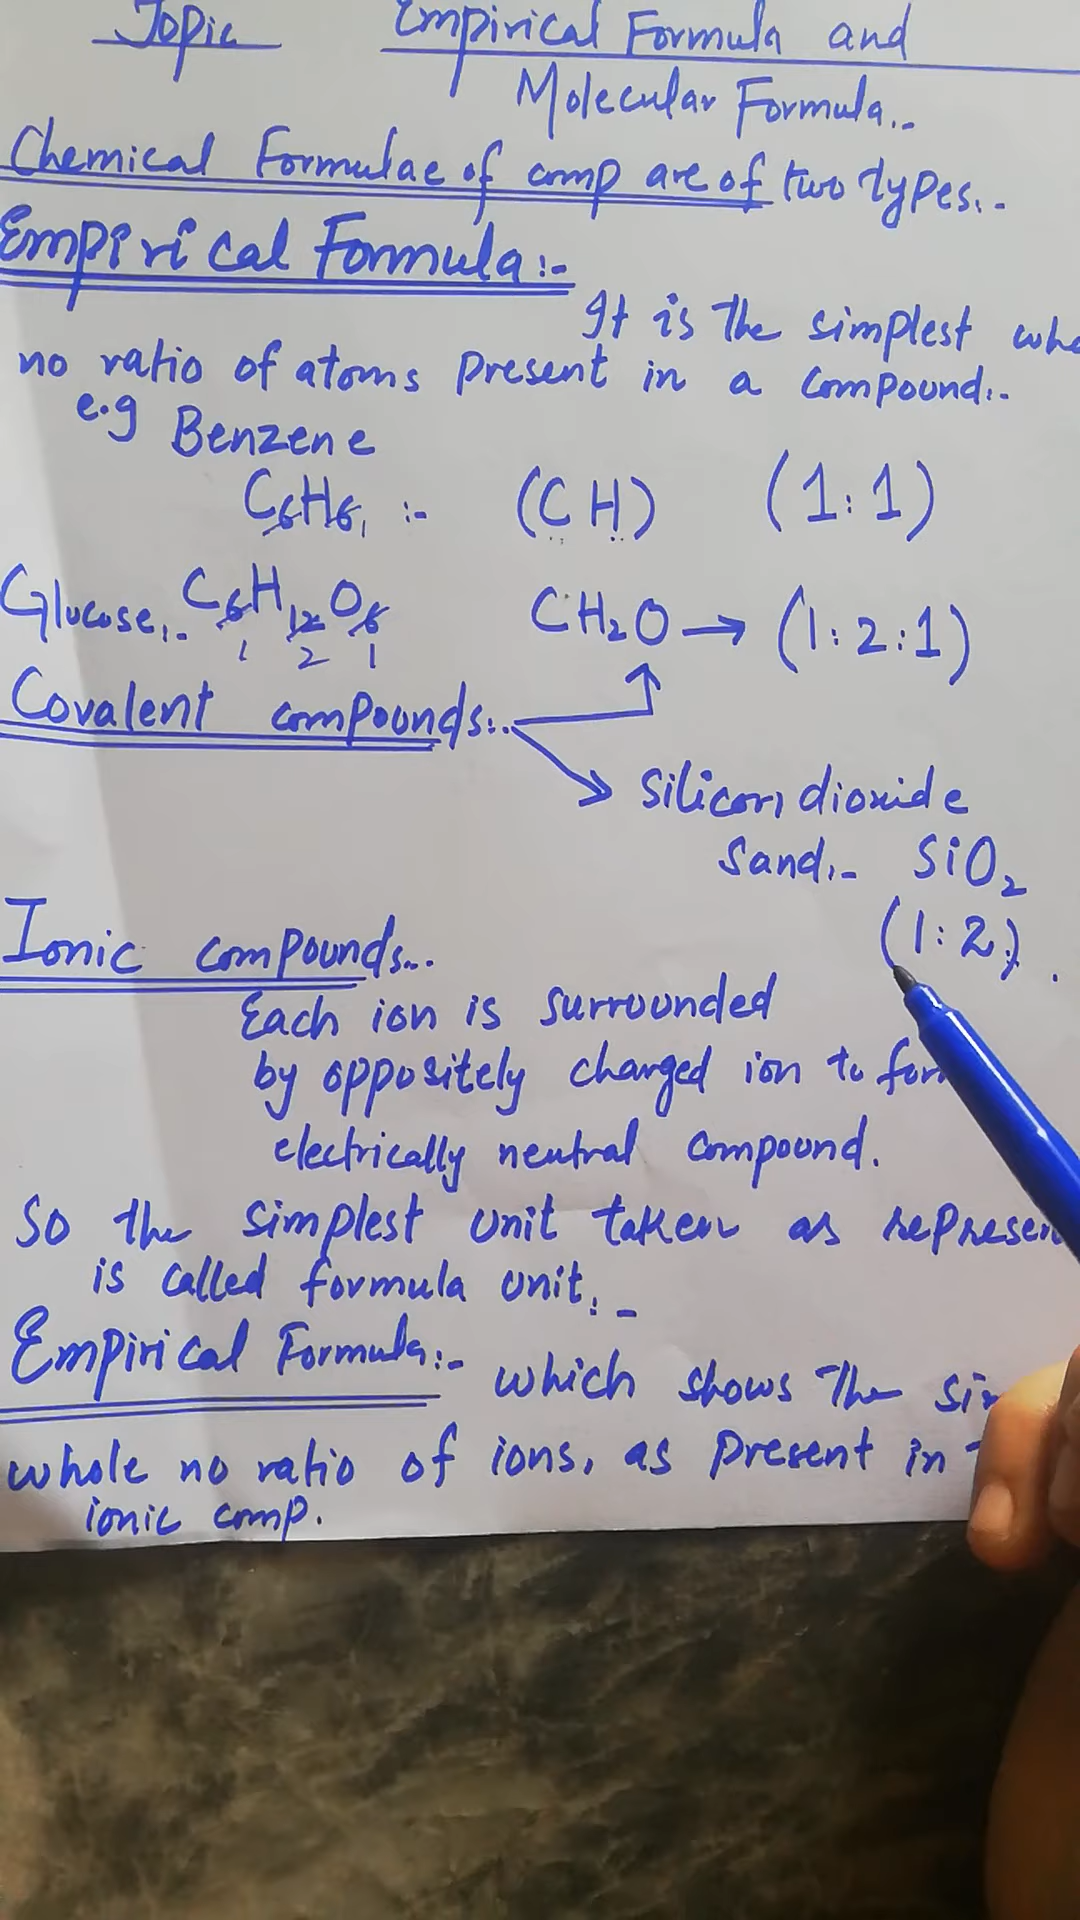 Topic Empirical Formula and
Molecular Formula..
Chemical Formulae of comp are of two types..
Empirical Formula:-
It is the simplest who
no ratio of atoms present in a compound..
e.g Benzene
C6H6, :- (CH) (1:1)
Glucose,. C6H12O6 CH2O → (1:2:1)
1 2 1
Covalent compounds..
Silicon dioxide
Sand.- SiO2
(1:2).
Ionic compounds...
Each ion is surrounded
by oppositely charged ion to for
electrically neutral compound.
So the simplest unit taken as represen
is called formula unit. -
Empirical Formula:- which shows the sim
whole no ratio of ions, as present in
ionic comp.